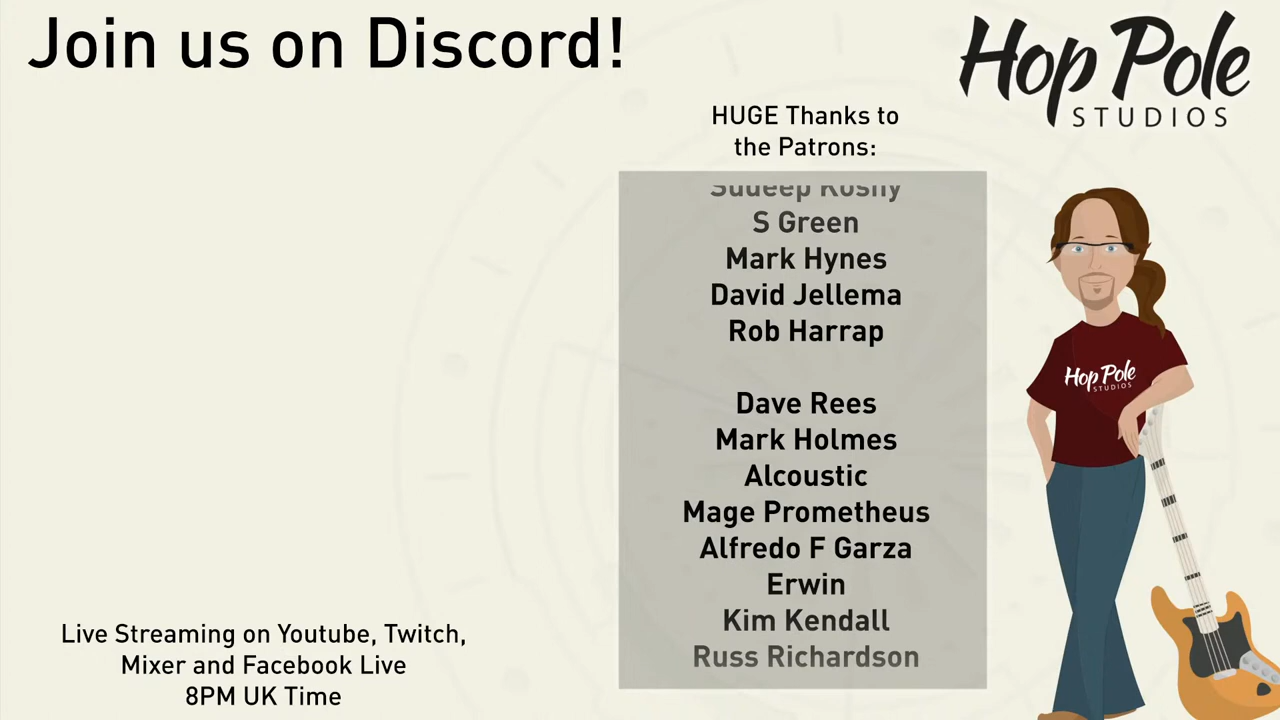 Join us on Discord!
Hop Pole
STUDIOS
HUGE Thanks to
the Patrons:
S Green
Mark Hynes
David Jellema
Rob Harrap
Dave Rees
Mark Holmes
Alcoustic
Mage Prometheus
Alfredo F Garza
Erwin
Kim Kendall
Russ Richardson
Hop Pole
STUDIOS
Live Streaming on Youtube, Twitch,
Mixer and Facebook Live
8PM UK Time